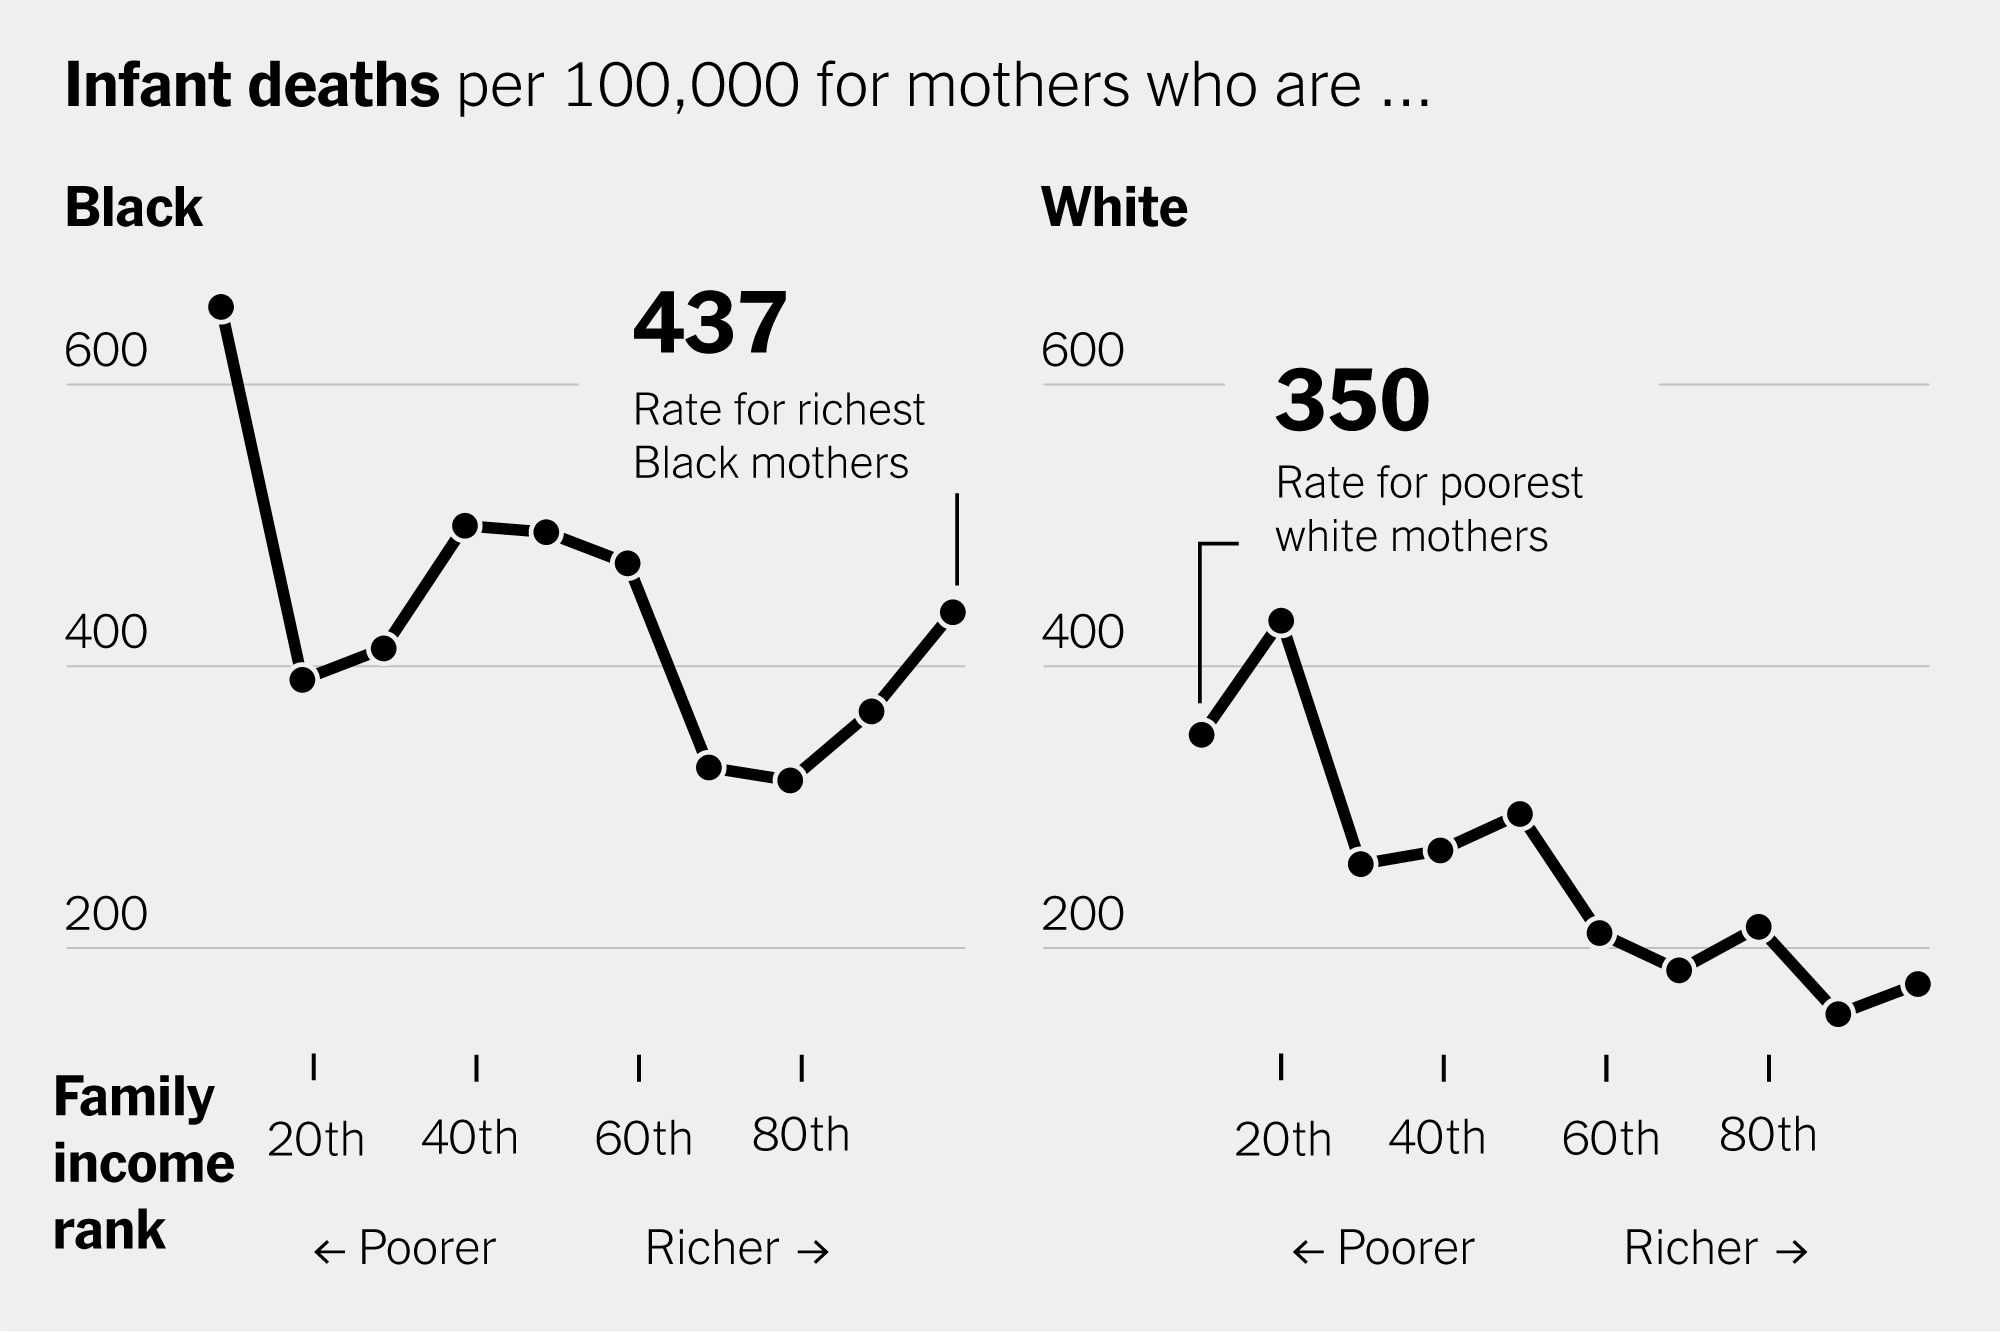 Infant deaths per 100,000 for mothers who are ...
Black
437
Rate for richest
Black mothers
600
400
200
Family
income
rank
20th
40th
60th
80th
← Poorer
Richer →
White
350
Rate for poorest
white mothers
600
400
200
20th
40th
60th
80th
← Poorer
Richer →